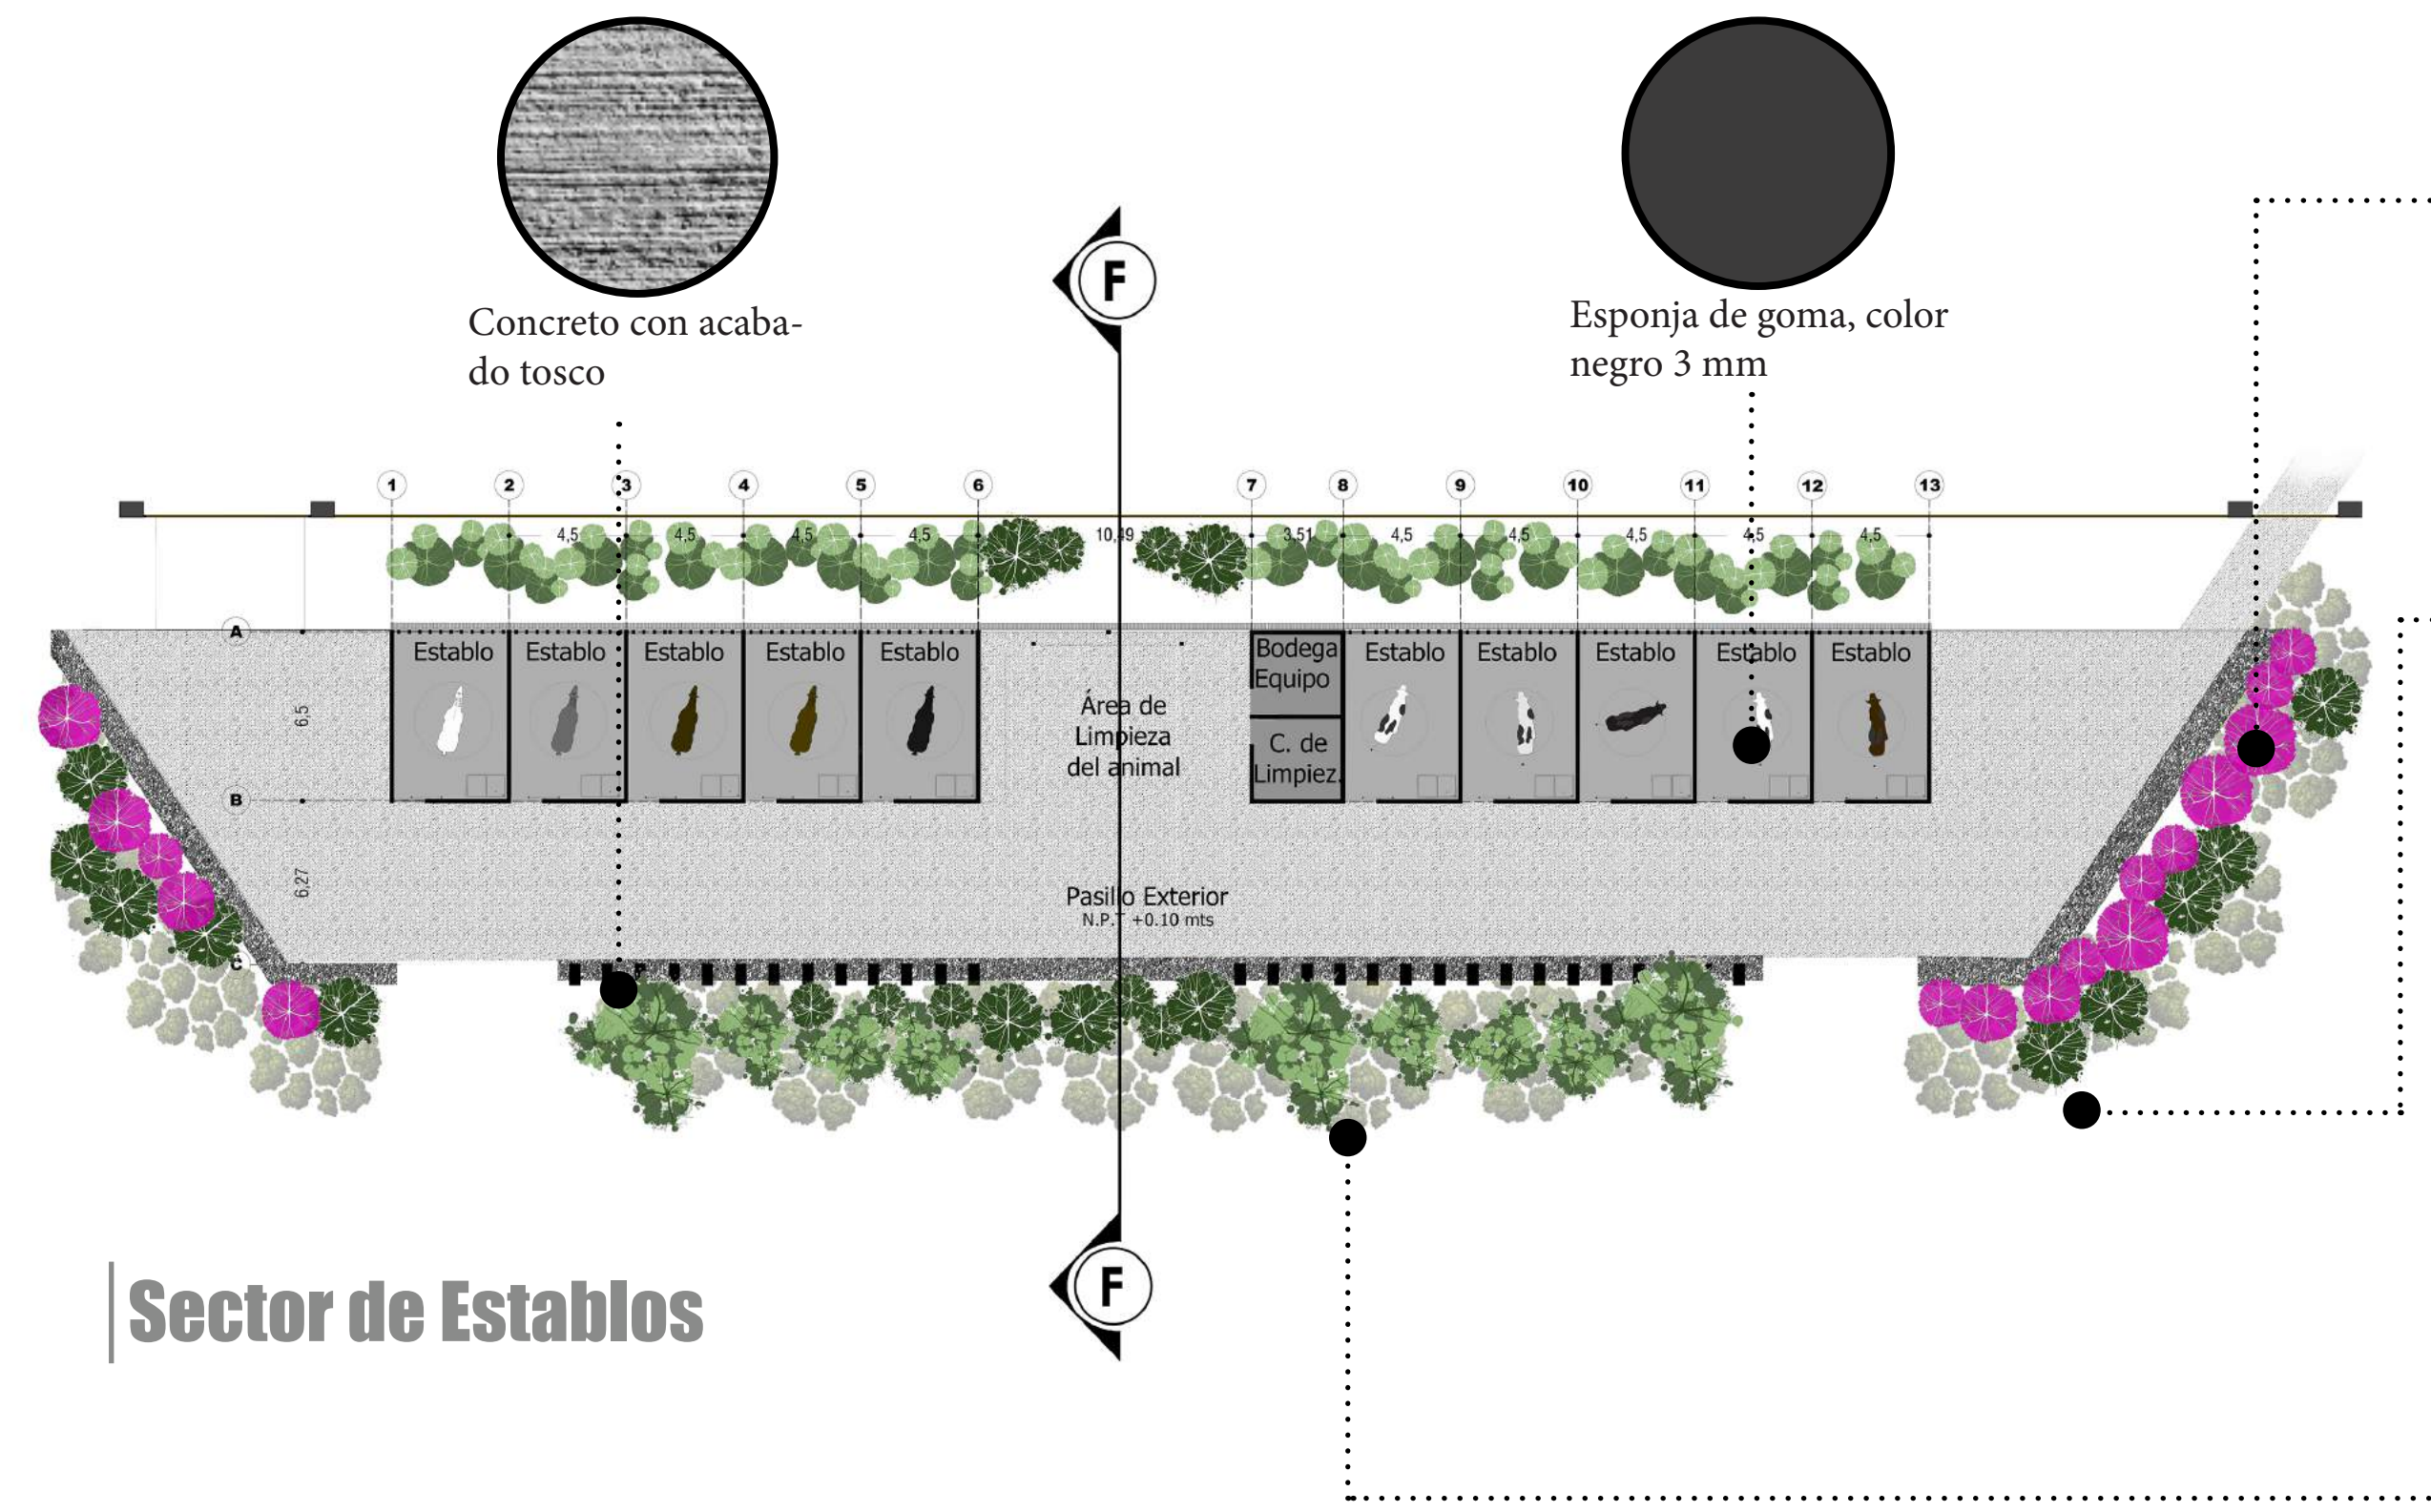 Concreto con acaba-
do tosco
Esponja de goma, color
negro 3 mm
F
1 2 3 4 5 6 7 8 9 10 11 12 13
4,5 4,5 4,5 4,5 10,49 3,51 4,5 4,5 4,5 4,5 4,5
A
Establo Establo Establo Establo Establo
Bodega
Equipo
Establo Establo Establo Establo Establo
6,5
Área de
Limpieza
del animal
C. de
Limpiez.
B
6,27
Pasillo Exterior
N.P.T +0.10 mts
C
F
Sector de Establos